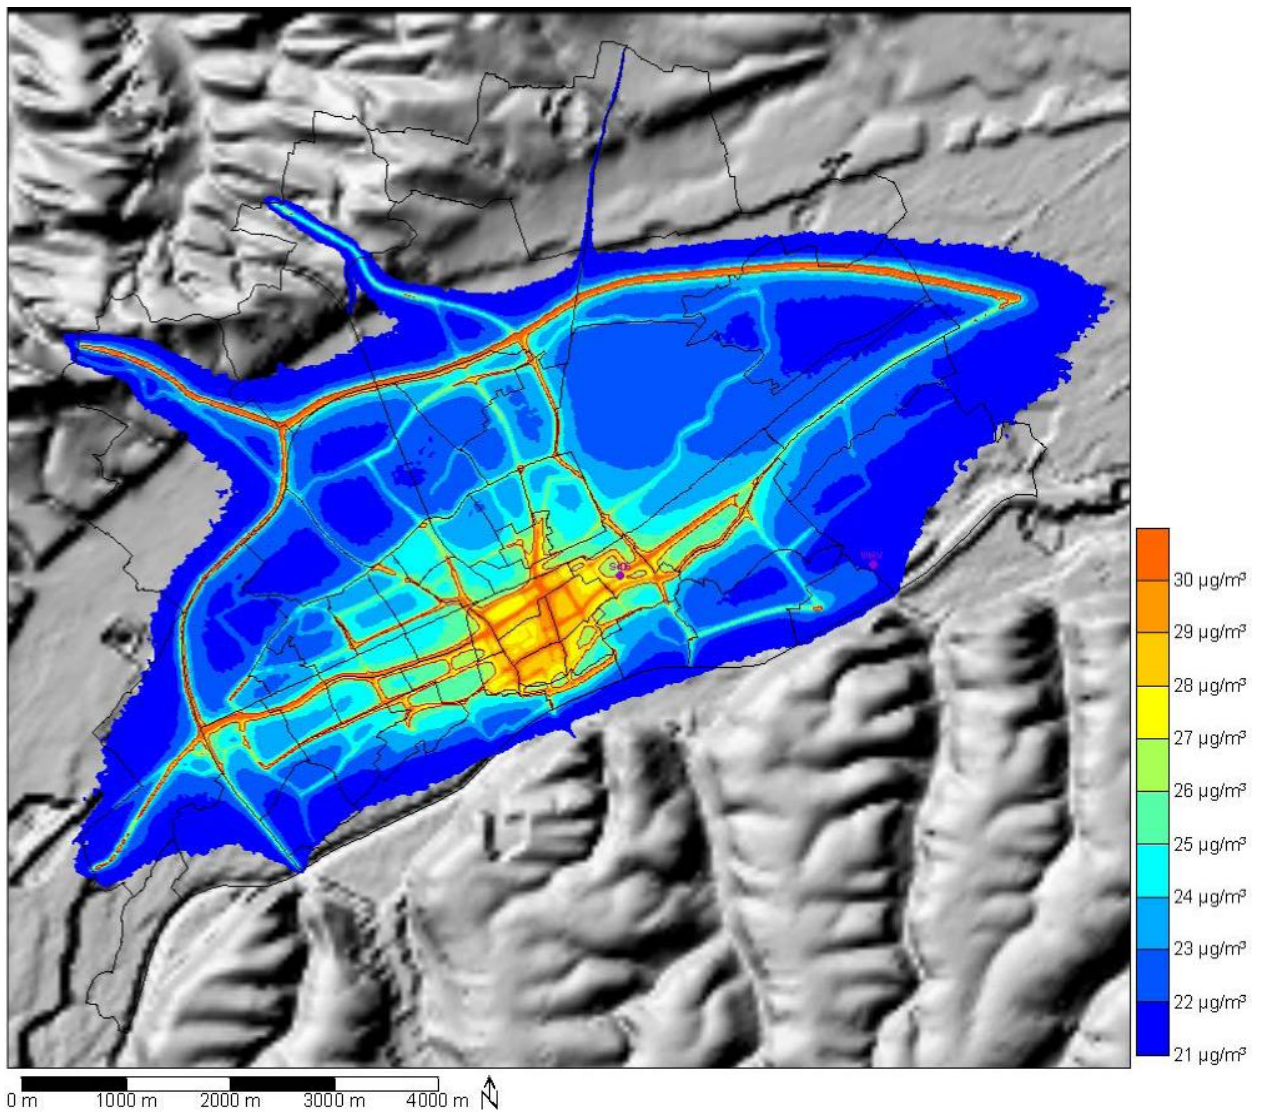 30 µg/m³
29 µg/m³
28 µg/m³
27 µg/m³
26 µg/m³
25 µg/m³
24 µg/m³
23 µg/m³
22 µg/m³
21 µg/m³
0 m 1000 m 2000 m 3000 m 4000 m N